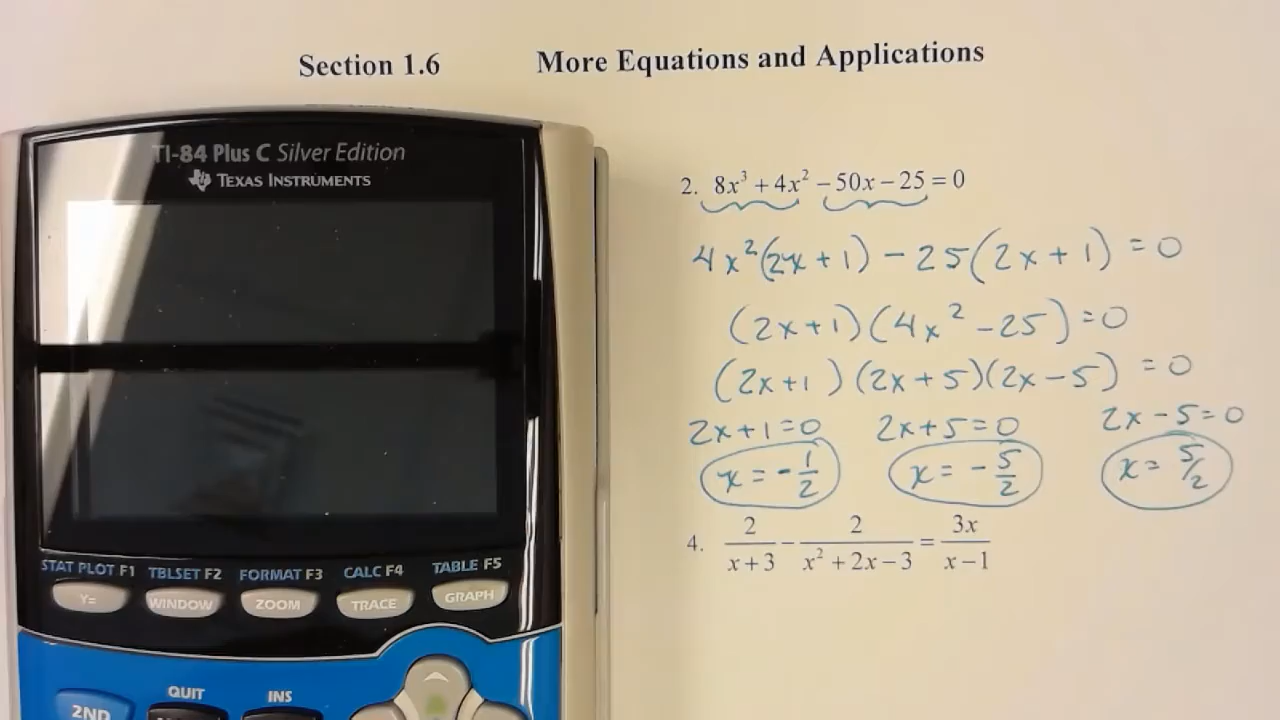 Section 1.6 More Equations and Applications
TI-84 Plus C Silver Edition
TEXAS INSTRUMENTS
STAT PLOT F1 TBLSET F2 FORMAT F3 CALC F4 TABLE F5
Y= WINDOW ZOOM TRACE GRAPH
QUIT INS
2ND
2. 8x³ + 4x² − 50x − 25 = 0
4x²(2x + 1) − 25(2x + 1) = 0
(2x+1)(4x² − 25) = 0
(2x+1)(2x+5)(2x−5) = 0
2x+1=0 2x+5=0 2x−5=0
x = −1/2 x = −5/2 x = 5/2
4. 2/(x+3) − 2/(x²+2x−3) = 3x/(x−1)